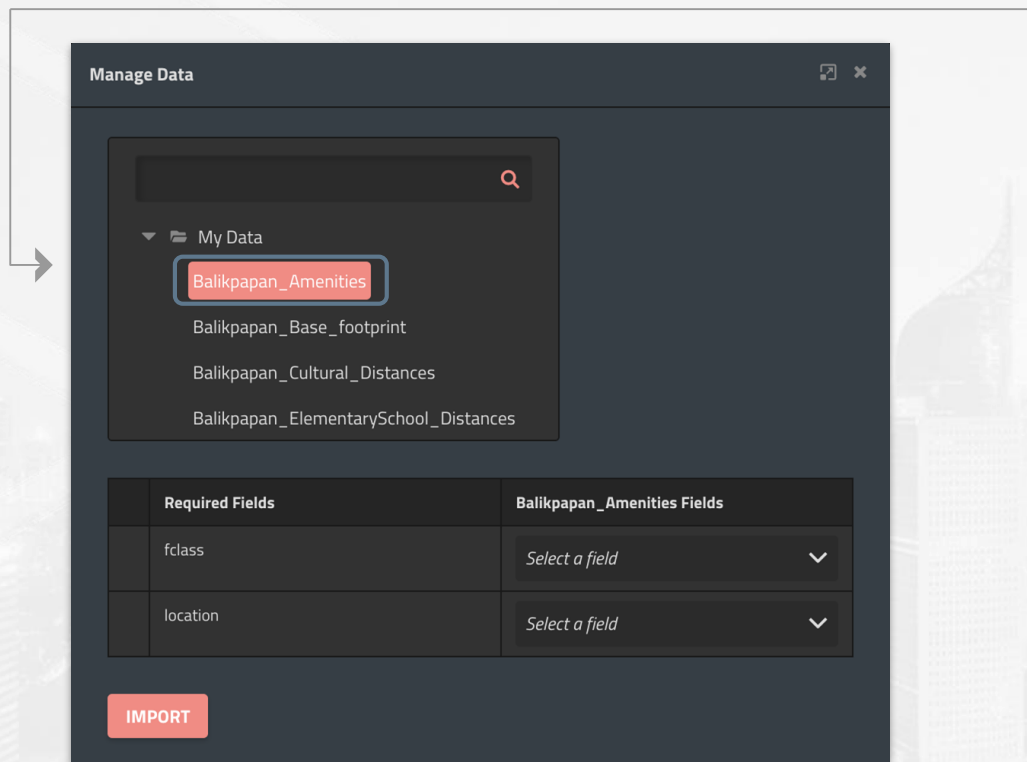 Manage Data
My Data
Balikpapan_Amenities
Balikpapan_Base_footprint
Balikpapan_Cultural_Distances
Balikpapan_ElementarySchool_Distances
Required Fields
Balikpapan_Amenities Fields
fclass
Select a field
location
Select a field
IMPORT